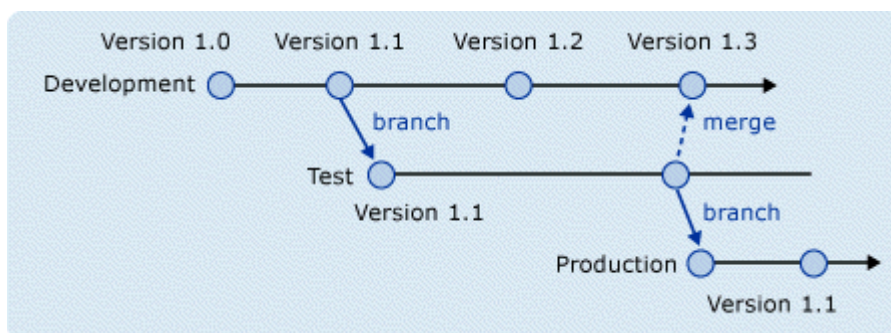 Version 1.0 Version 1.1 Version 1.2 Version 1.3
Development
branch
merge
Test
Version 1.1
branch
Production
Version 1.1